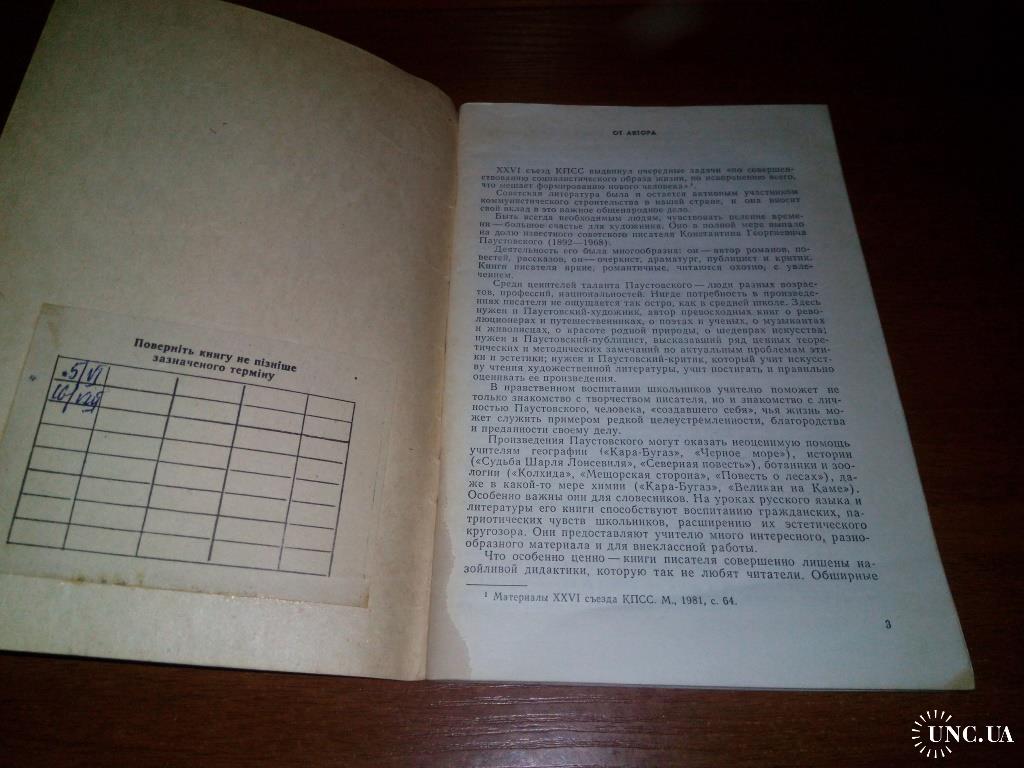 Поверніть книгу не пізніше
зазначеного терміну
5/VI
16/VIII
ОТ АВТОРА
XXVI съезд КПСС выдвинул очередные задачи «по совершен-
ствованию социалистического образа жизни, по искоренению всего,
что мешает формированию нового человека»¹.
Советская литература была и остается активным участником
коммунистического строительства в нашей стране, и она вносит
свой вклад в это важное общенародное дело.
Быть всегда необходимым людям, чувствовать веление време-
ни — большое счастье для художника. Оно в полной мере выпало
на долю известного советского писателя Константина Георгиевича
Паустовского (1892—1968).
Деятельность его была многообразна: он — автор романов, по-
вестей, рассказов, он — очеркист, драматург, публицист и критик.
Книги писателя яркие, романтичные, читаются охотно, с увле-
чением.
Среди ценителей таланта Паустовского — люди разных возрас-
тов, профессий, национальностей. Нигде потребность в произведе-
ниях писателя не ощущается так остро, как в средней школе. Здесь
нужен и Паустовский-художник, автор превосходных книг о рево-
люционерах и путешественниках, о поэтах и ученых, о музыкантах
и живописцах, о красоте родной природы, о шедеврах искусства;
нужен и Паустовский-публицист, высказавший ряд ценных теоре-
тических и методических замечаний по актуальным проблемам эти-
ки и эстетики; нужен и Паустовский-критик, который учит искусст-
ву чтения художественной литературы, учит постигать и правильно
оценивать ее произведения.
В нравственном воспитании школьников учителю поможет не
только знакомство с творчеством писателя, но и знакомство с лич-
ностью Паустовского, человека, «создавшего себя», чья жизнь мо-
жет служить примером редкой целеустремленности, благородства
и преданности своему делу.
Произведения Паустовского могут оказать неоценимую помощь
учителям географии («Кара-Бугаз», «Черное море»), истории
(«Судьба Шарля Лонсевиля», «Северная повесть»), ботаники и зоо-
логии («Колхида», «Мещорская сторона», «Повесть о лесах»), да-
же в какой-то мере химии («Кара-Бугаз», «Великан на Каме»).
Особенно важны они для словесников. На уроках русского языка и
литературы его книги способствуют воспитанию гражданских, па-
триотических чувств школьников, расширению их эстетического
кругозора. Они предоставляют учителю много интересного, разно-
образного материала и для внеклассной работы.
Что особенно ценно — книги писателя совершенно лишены на-
зойливой дидактики, которую так не любят читатели. Обширные
¹ Материалы XXVI съезда КПСС. М., 1981, с. 64.
3
UNC.UA